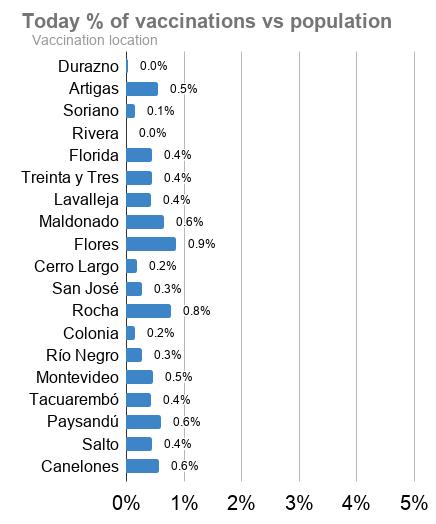 Today % of vaccinations vs population
Vaccination location
Durazno 0.0%
Artigas 0.5%
Soriano 0.1%
Rivera 0.0%
Florida 0.4%
Treinta y Tres 0.4%
Lavalleja 0.4%
Maldonado 0.6%
Flores 0.9%
Cerro Largo 0.2%
San José 0.3%
Rocha 0.8%
Colonia 0.2%
Río Negro 0.3%
Montevideo 0.5%
Tacuarembó 0.4%
Paysandú 0.6%
Salto 0.4%
Canelones 0.6%
0% 1% 2% 3% 4% 5%